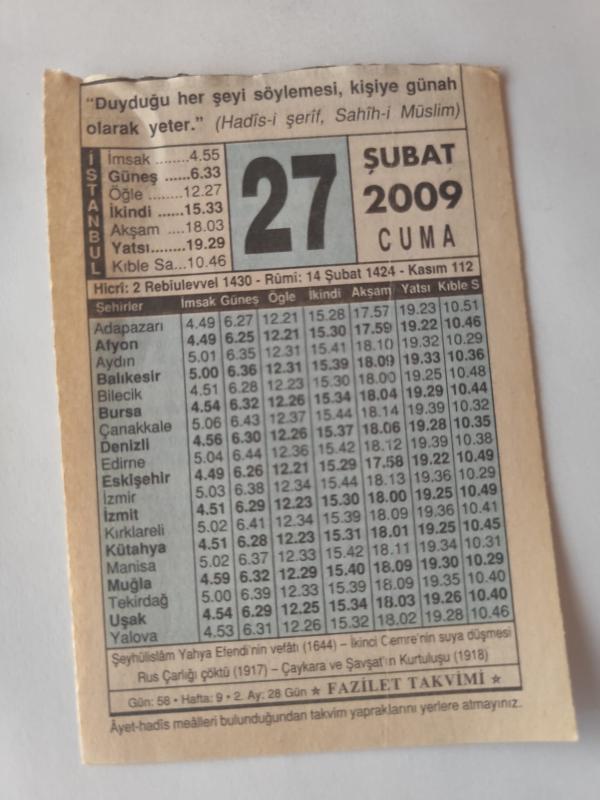 “Duyduğu her şeyi söylemesi, kişiye günah
olarak yeter.” (Hadîs-i şerîf, Sahîh-i Müslim)
İSTANBUL
İmsak ........4.55
Güneş ......6.33
Öğle ........12.27
İkindi ......15.33
Akşam ....18.03
Yatsı........19.29
Kıble Sa...10.46
27
ŞUBAT
2009
CUMA
Hicrî: 2 Rebiulevvel 1430 - Rûmi: 14 Şubat 1424 - Kasım 112
Şehirler İmsak Güneş Öğle İkindi Akşam Yatsı Kıble S
Adapazarı 4.49 6.27 12.21 15.28 17.57 19.23 10.51
Afyon 4.49 6.25 12.21 15.30 17.59 19.22 10.46
Aydın 5.01 6.35 12.31 15.41 18.10 19.32 10.29
Balıkesir 5.00 6.36 12.31 15.39 18.09 19.33 10.36
Bilecik 4.51 6.28 12.23 15.30 18.00 19.25 10.48
Bursa 4.54 6.32 12.26 15.34 18.04 19.29 10.44
Çanakkale 5.06 6.43 12.37 15.44 18.14 19.39 10.32
Denizli 4.56 6.30 12.26 15.37 18.06 19.28 10.35
Edirne 5.04 6.44 12.36 15.42 18.12 19.39 10.38
Eskişehir 4.49 6.26 12.21 15.29 17.58 19.22 10.49
İzmir 5.03 6.38 12.34 15.44 18.13 19.36 10.29
İzmit 4.51 6.29 12.23 15.30 18.00 19.25 10.49
Kırklareli 5.02 6.41 12.34 15.39 18.09 19.36 10.41
Kütahya 4.51 6.28 12.23 15.31 18.01 19.25 10.45
Manisa 5.02 6.37 12.33 15.42 18.11 19.34 10.31
Muğla 4.59 6.32 12.29 15.40 18.09 19.30 10.29
Tekirdağ 5.00 6.39 12.33 15.39 18.09 19.35 10.40
Uşak 4.54 6.29 12.25 15.34 18.03 19.26 10.40
Yalova 4.53 6.31 12.26 15.32 18.02 19.28 10.46
Şeyhülislâm Yahya Efendi'nin vefâtı (1644) – İkinci Cemre'nin suya düşmesi
Rus Çarlığı çöktü (1917) – Çaykara ve Şavşat'ın Kurtuluşu (1918)
Gün: 58 • Hafta: 9 • 2. Ay: 28 Gün ★ FAZİLET TAKVİMİ ★
Âyet-hadîs meâlleri bulunduğundan takvim yapraklarını yerlere atmayınız.